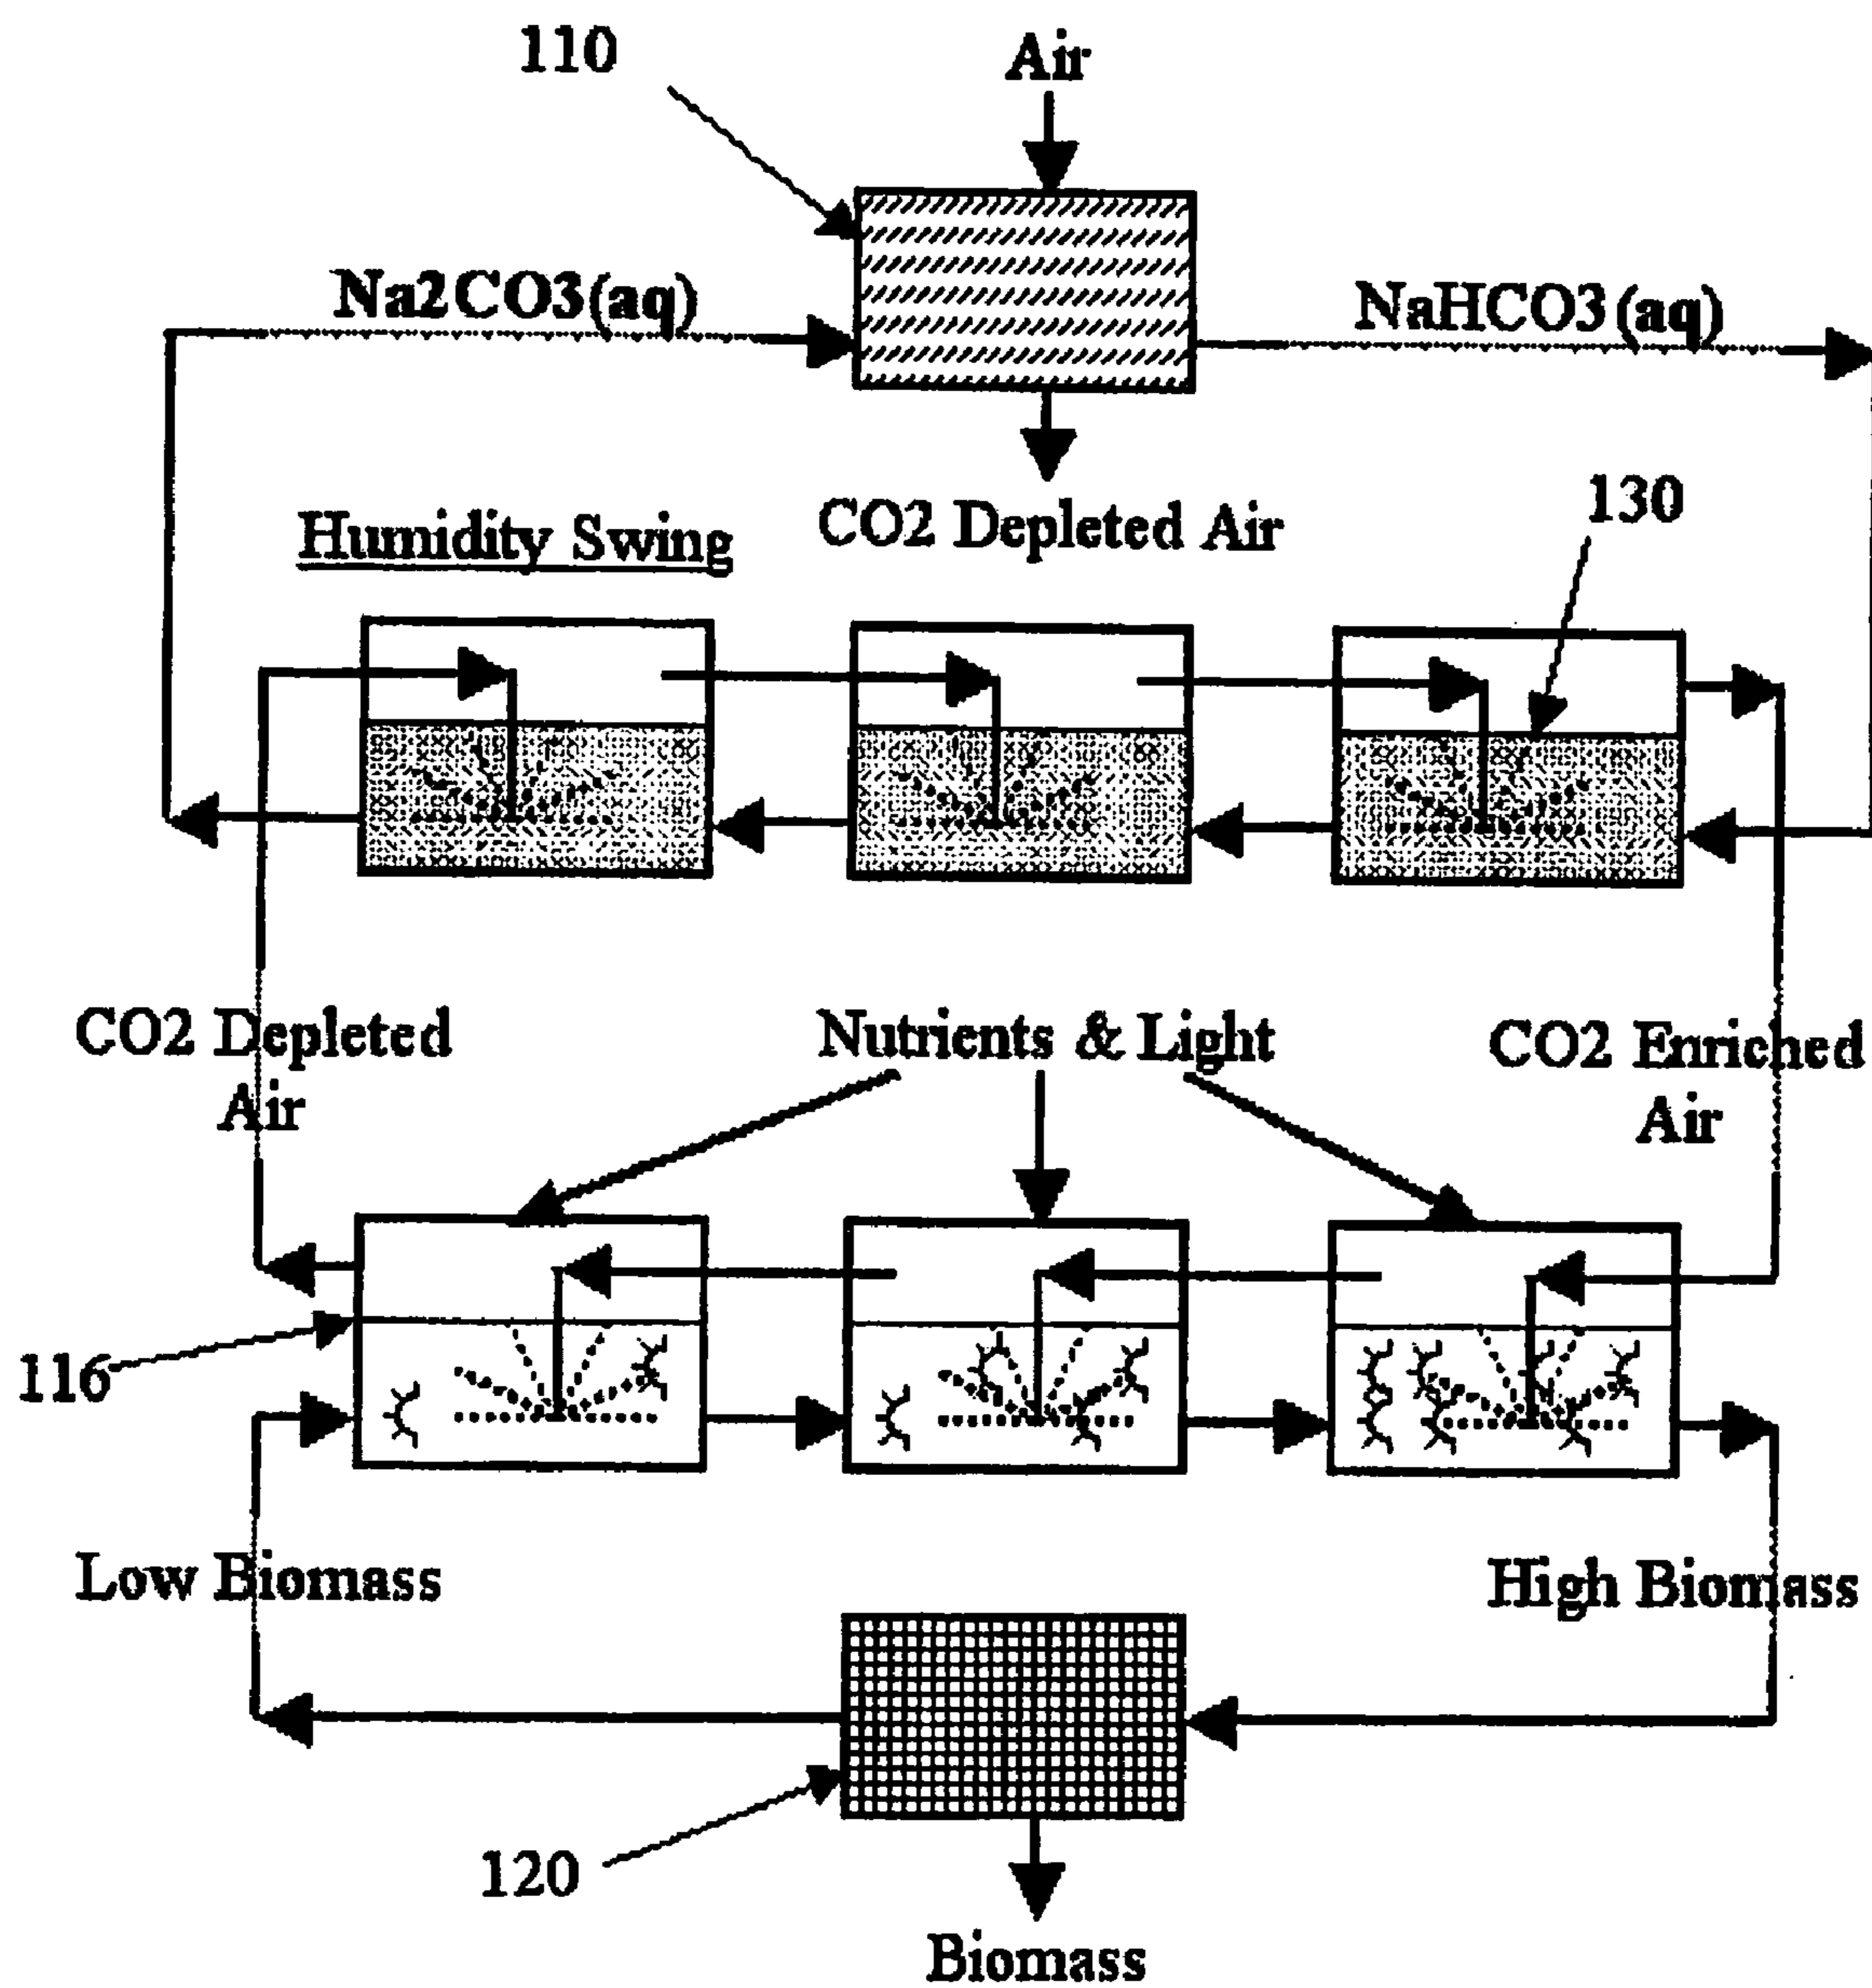 110
Air
Na2CO3(aq)
NaHCO3(aq)
130
Humidity Swing
CO2 Depleted Air
CO2 Depleted
Air
Nutrients & Light
CO2 Enriched
Air
116
Low Biomass
High Biomass
120
Biomass